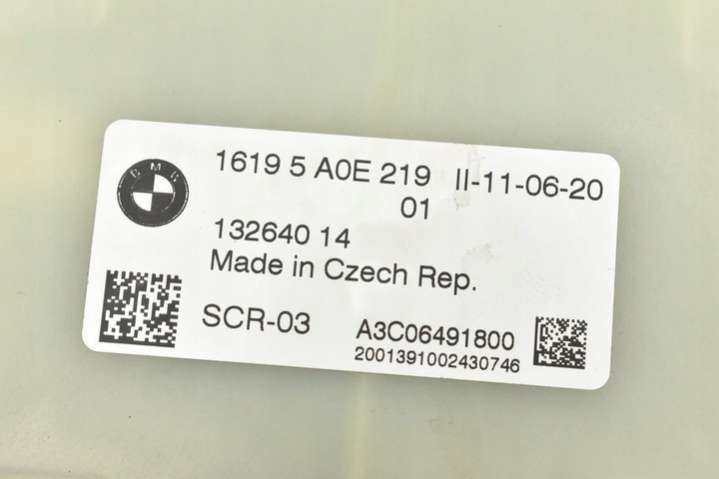 BMW
1619 5 A0E 219 II-11-06-20
01
132640 14
Made in Czech Rep.
SCR-03 A3C06491800
2001391002430746